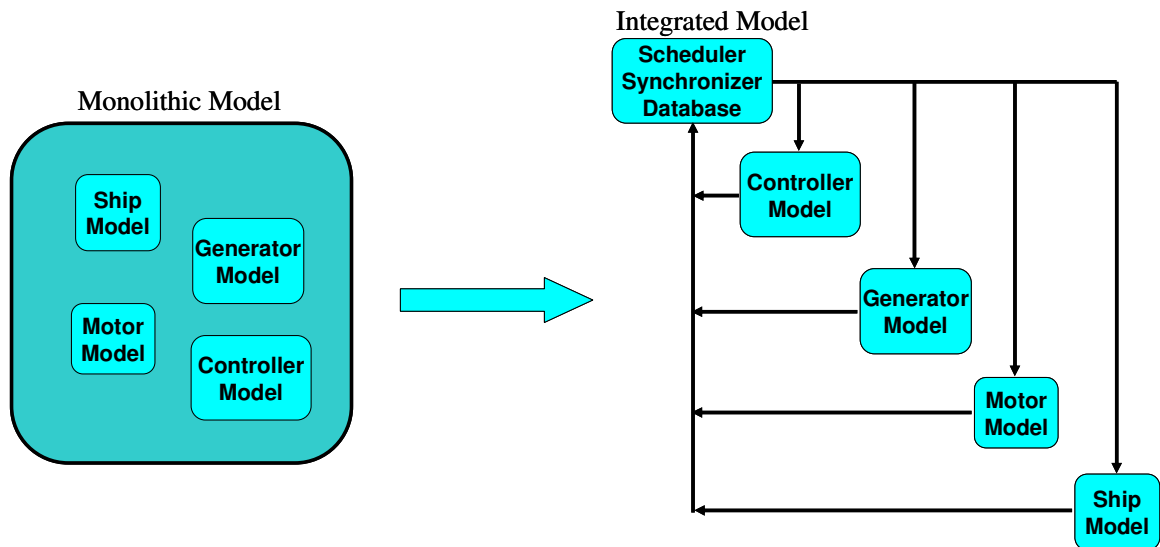 Monolithic Model
Ship
Model
Generator
Model
Motor
Model
Controller
Model
Integrated Model
Scheduler
Synchronizer
Database
Controller
Model
Generator
Model
Motor
Model
Ship
Model